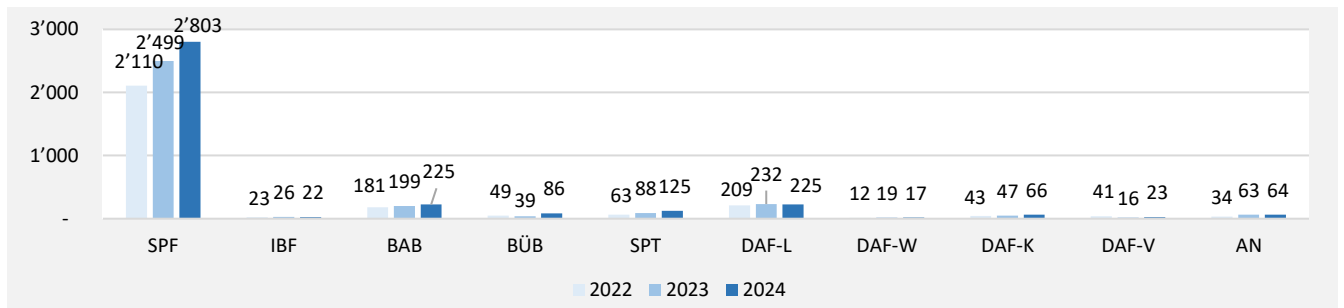 3’000
2’000
1’000
-
2’110 2’499 2’803
23 26 22
181 199 225
49 39 86
63 88 125
209 232 225
12 19 17
43 47 66
41 16 23
34 63 64
SPF IBF BAB BÜB SPT DAF-L DAF-W DAF-K DAF-V AN
2022 2023 2024